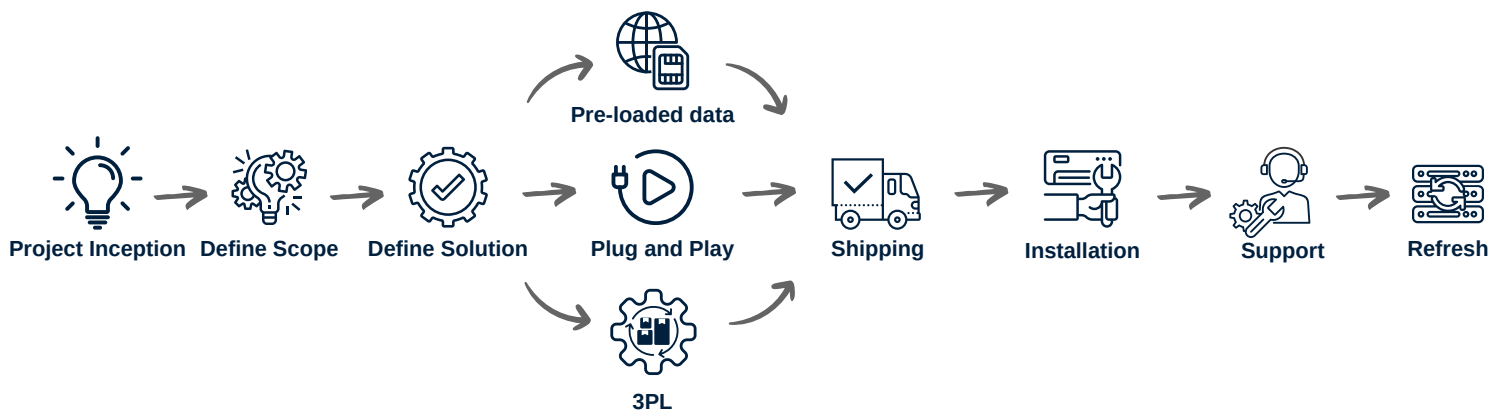 Pre-loaded data
Project Inception
Define Scope
Define Solution
Plug and Play
Shipping
Installation
Support
Refresh
3PL